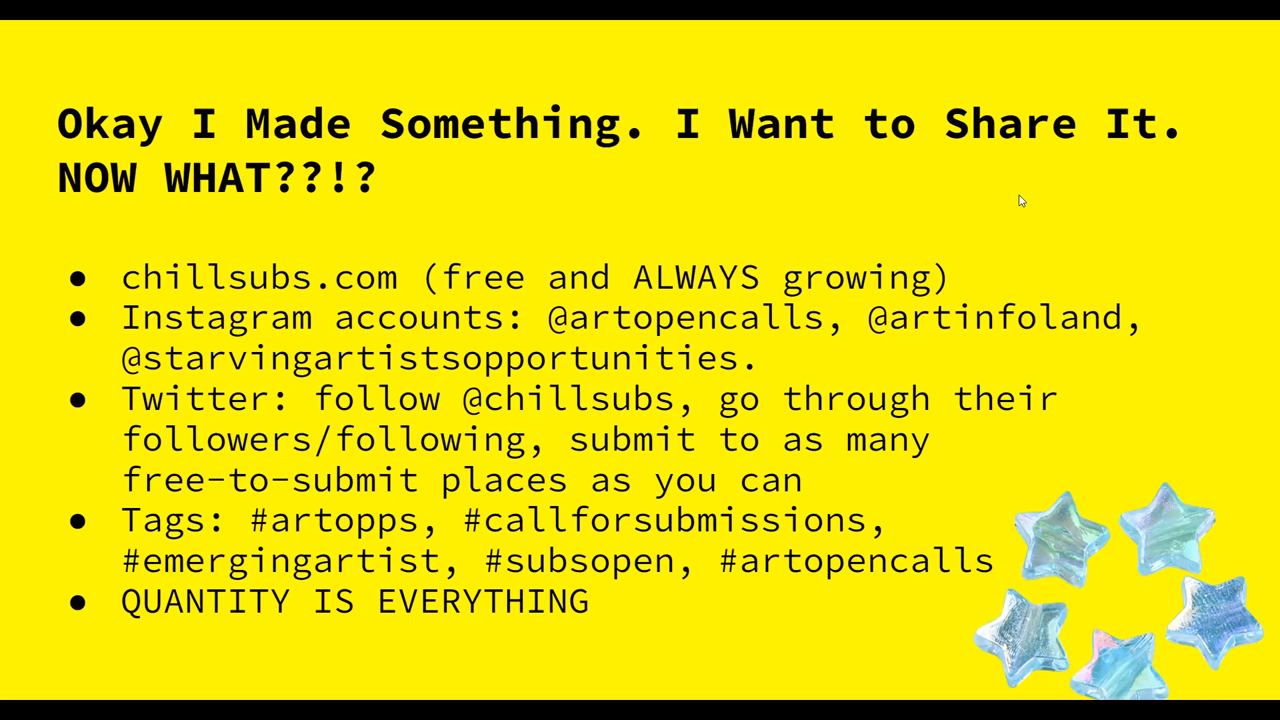 Okay I Made Something. I Want to Share It.
NOW WHAT??!?
● chillsubs.com (free and ALWAYS growing)
● Instagram accounts: @artopencalls, @artinfoland,
@starvingartistsopportunities.
● Twitter: follow @chillsubs, go through their
followers/following, submit to as many
free-to-submit places as you can
● Tags: #artopps, #callforsubmissions,
#emergingartist, #subsopen, #artopencalls
● QUANTITY IS EVERYTHING